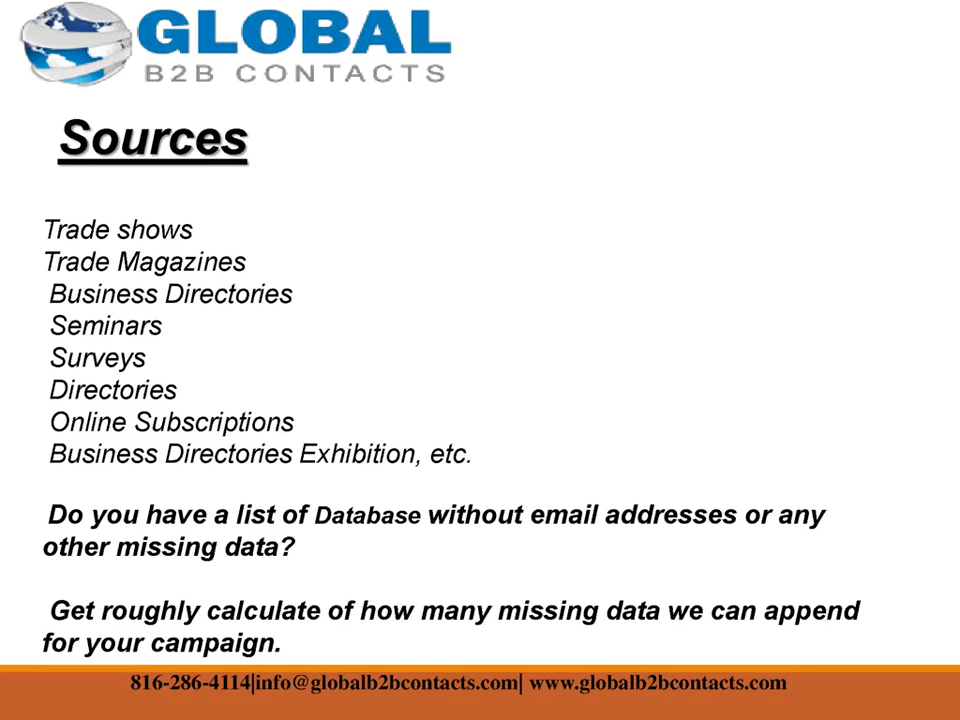 GLOBAL
B2B CONTACTS
Sources
Trade shows
Trade Magazines
Business Directories
Seminars
Surveys
Directories
Online Subscriptions
Business Directories Exhibition, etc.
Do you have a list of Database without email addresses or any
other missing data?
Get roughly calculate of how many missing data we can append
for your campaign.
816-286-4114|info@globalb2bcontacts.com| www.globalb2bcontacts.com